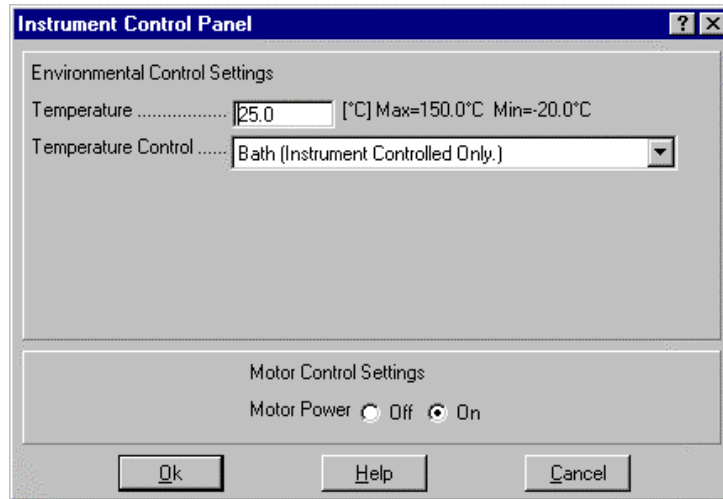 Instrument Control Panel
Environmental Control Settings
Temperature ................. 25.0 [°C] Max=150.0°C Min=-20.0°C
Temperature Control ...... Bath (Instrument Controlled Only.)
Motor Control Settings
Motor Power Off On
Ok Help Cancel